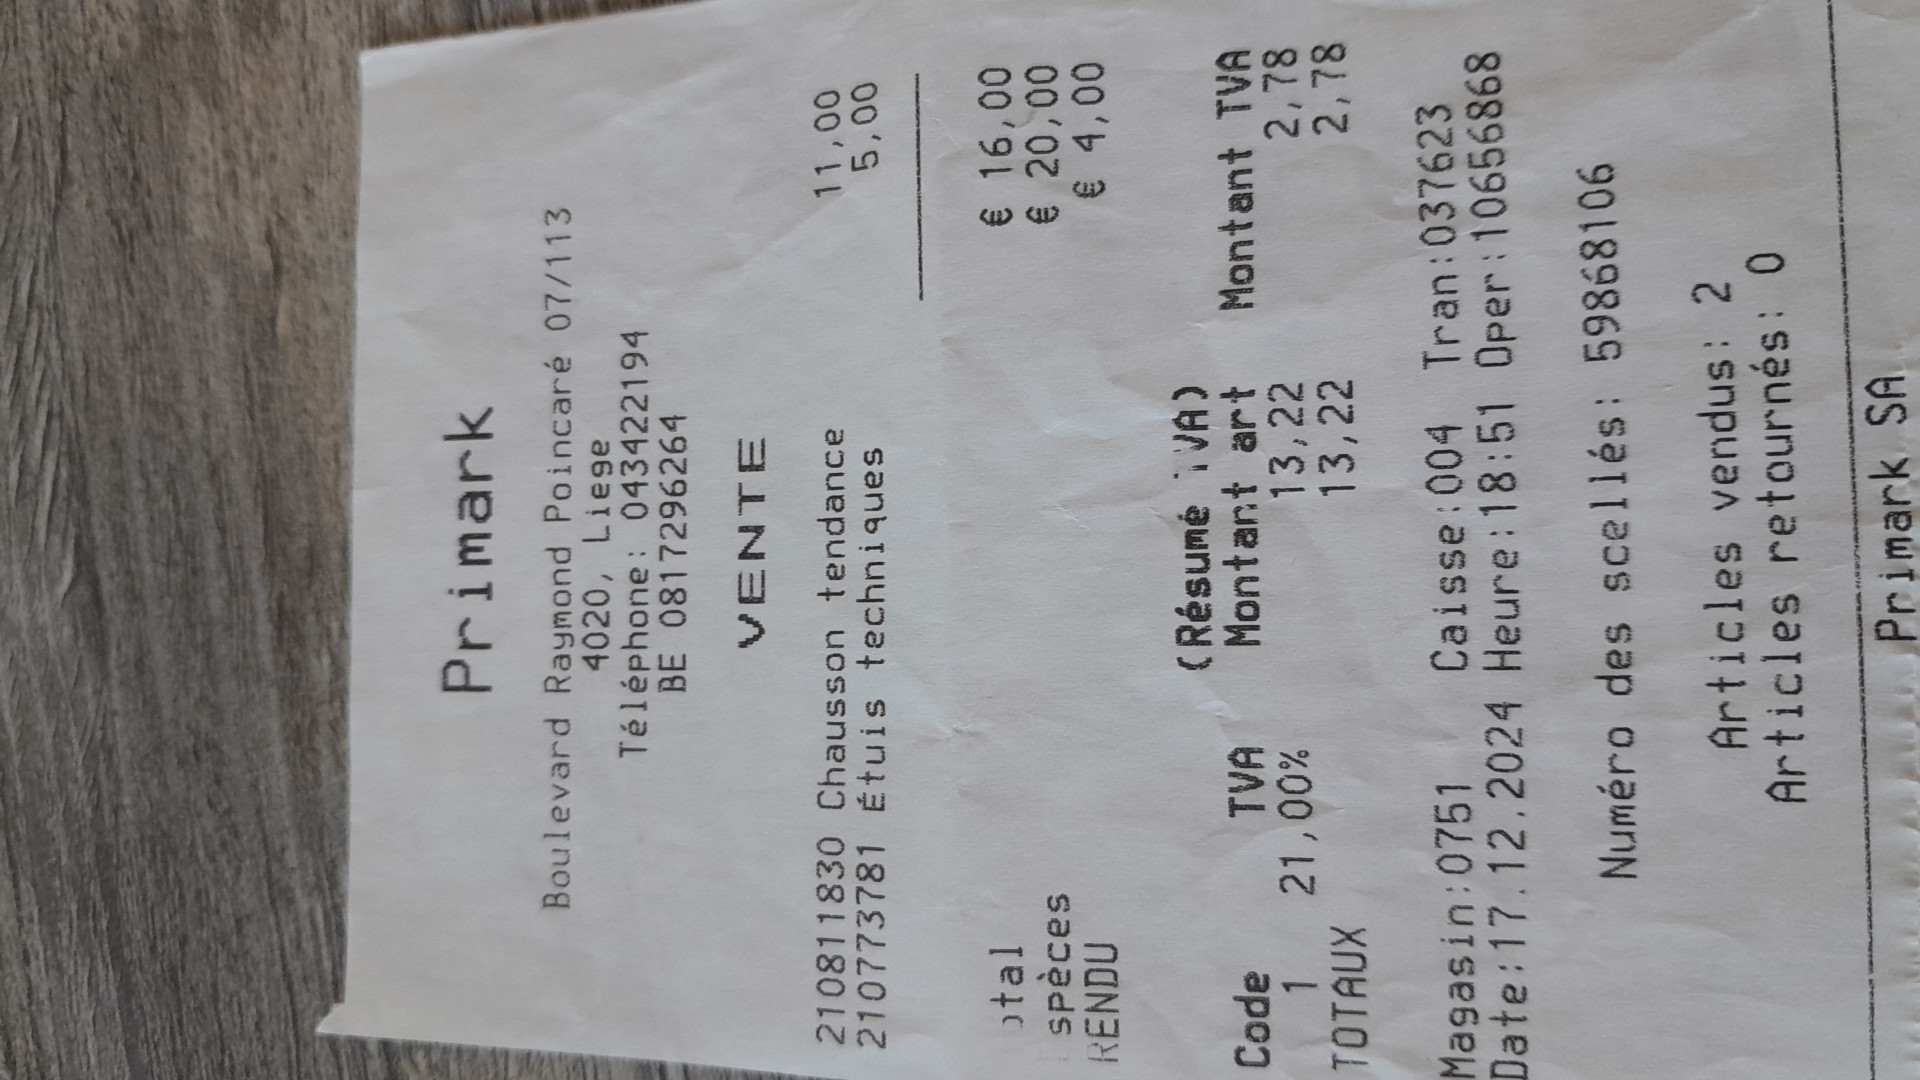 Primark
Boulevard Raymond Poincaré 07/113
4020, Liege
Téléphone: 043422194
BE 0817296264
VENTE
210811830 Chausson tendance 11,00
210773781 Étuis techniques 5,00
otal € 16,00
spèces € 20,00
RENDU € 4,00
(Résumé TVA)
Code TVA Montant art Montant TVA
1 21,00% 13,22 2,78
TOTAUX 13,22 2,78
Magasin:0751 Caisse:004 Tran:037623
Date:17.12.2024 Heure:18:51 Oper:10656868
Numéro des scellés: 59868106
Articles vendus: 2
Articles retournés: 0
Primark SA